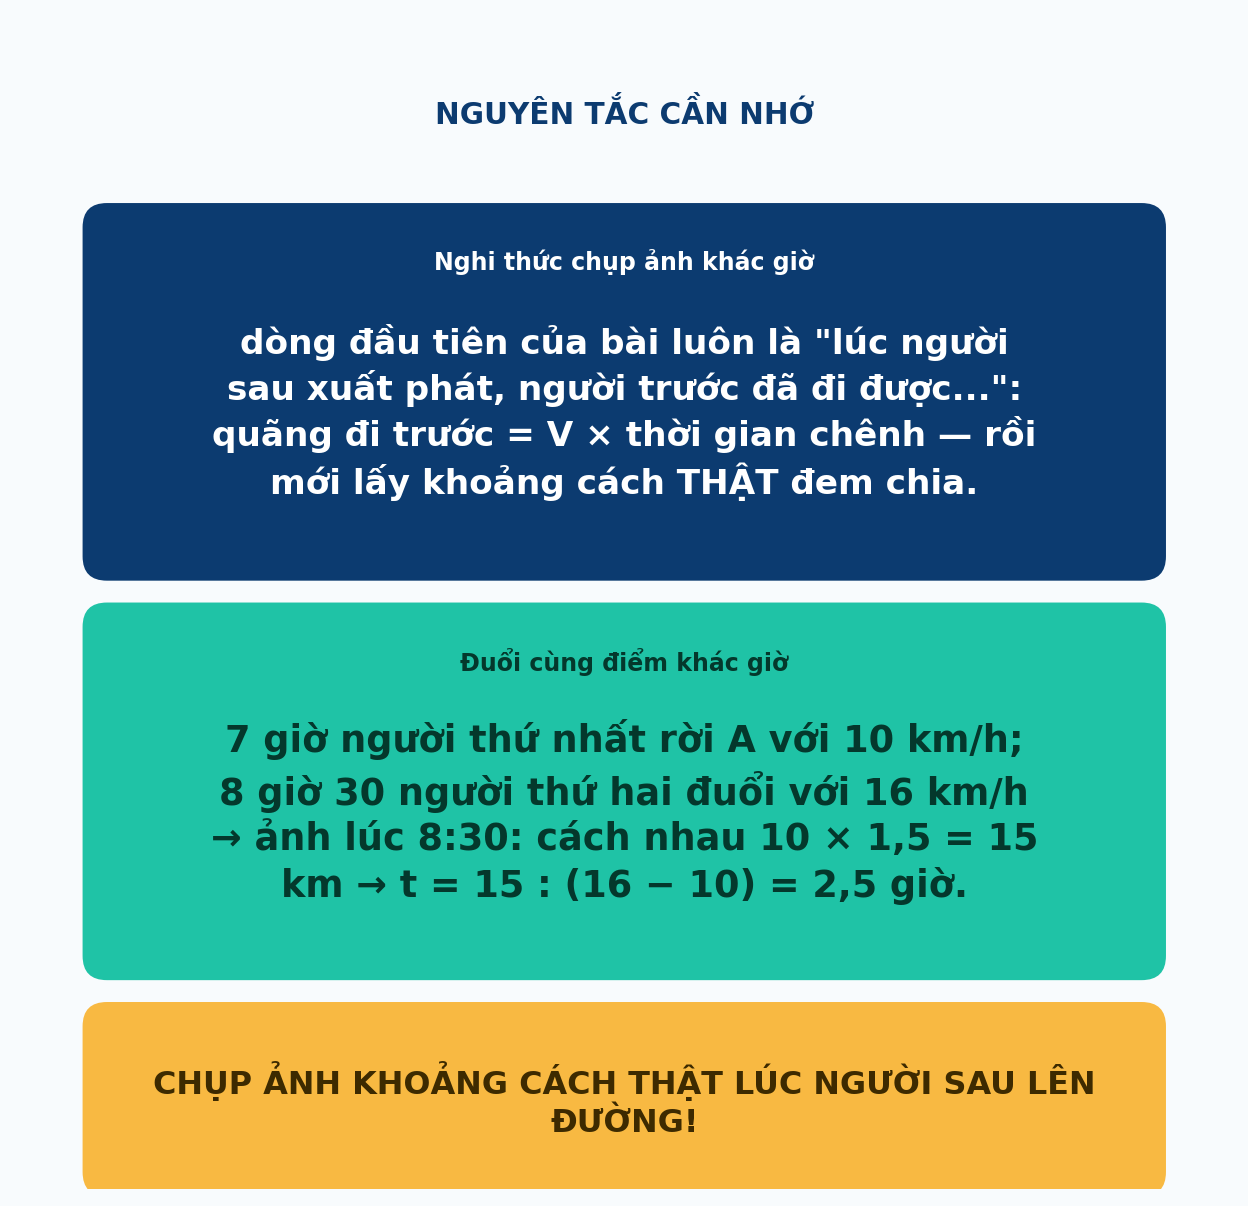 NGUYÊN TẮC CẦN NHỚ
Nghi thức chụp ảnh khác giờ
dòng đầu tiên của bài luôn là "lúc người
sau xuất phát, người trước đã đi được...":
quãng đi trước = V × thời gian chênh — rồi
mới lấy khoảng cách THẬT đem chia.
Đuổi cùng điểm khác giờ
7 giờ người thứ nhất rời A với 10 km/h;
8 giờ 30 người thứ hai đuổi với 16 km/h
→ ảnh lúc 8:30: cách nhau 10 × 1,5 = 15
km → t = 15 : (16 − 10) = 2,5 giờ.
CHỤP ẢNH KHOẢNG CÁCH THẬT LÚC NGƯỜI SAU LÊN
ĐƯỜNG!